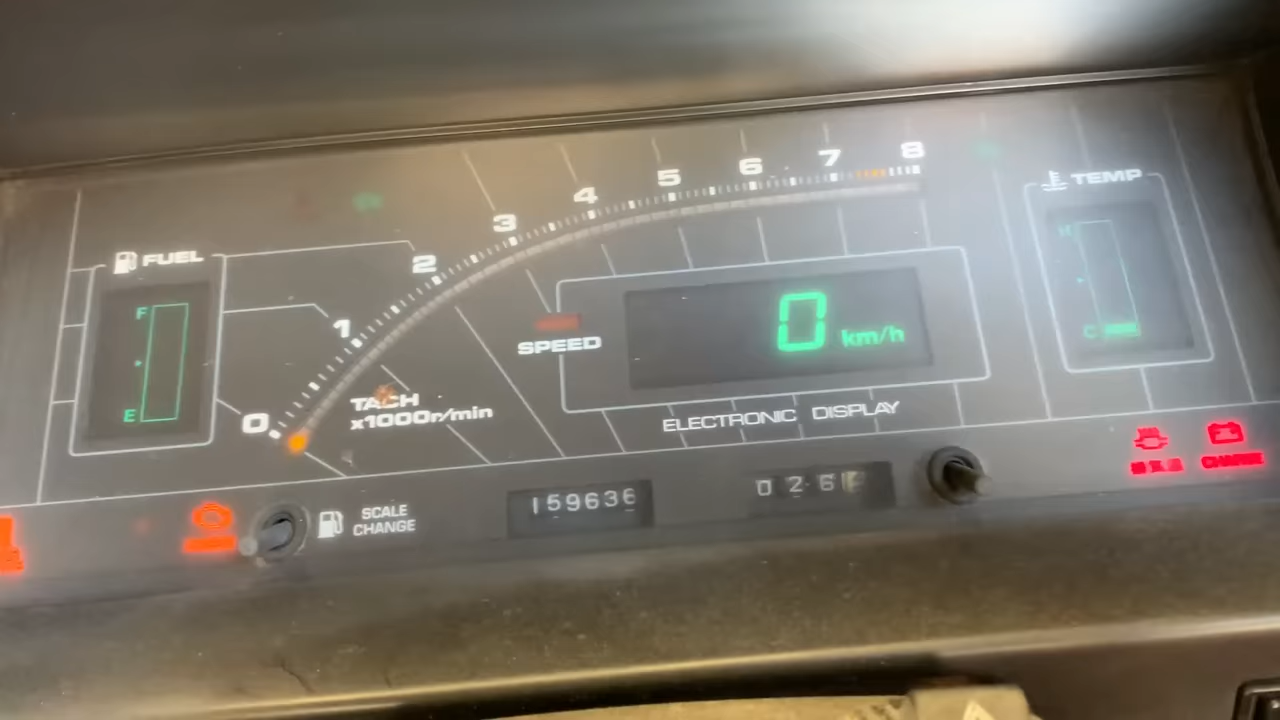 8
7
6
5
4
3
2
1
0
FUEL
F
E
TEMP
H
C
SPEED
0 km/h
TACH
x1000r/min
ELECTRONIC DISPLAY
SCALE
CHANGE
159636
026
CHARGE